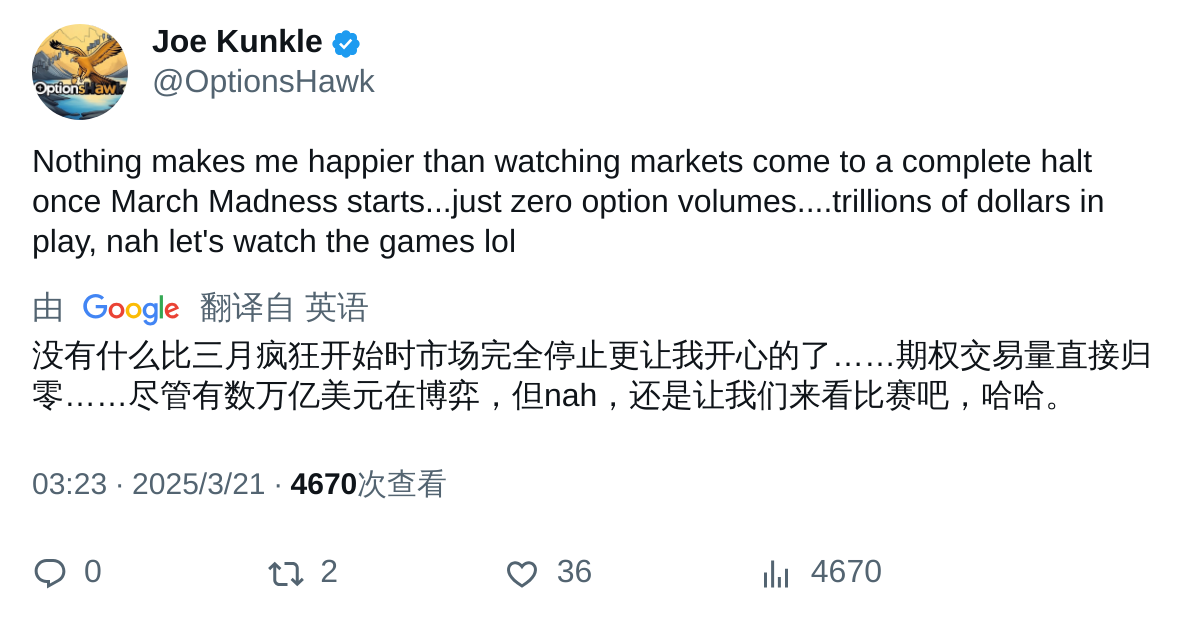 Joe Kunkle
@OptionsHawk
OptionsHawk
Nothing makes me happier than watching markets come to a complete halt
once March Madness starts...just zero option volumes....trillions of dollars in
play, nah let's watch the games lol
由 Google 翻译自 英语
没有什么比三月疯狂开始时市场完全停止更让我开心的了……期权交易量直接归
零……尽管有数万亿美元在博弈，但nah，还是让我们来看比赛吧，哈哈。
03:23 · 2025/3/21 · 4670次查看
0 2 36 4670